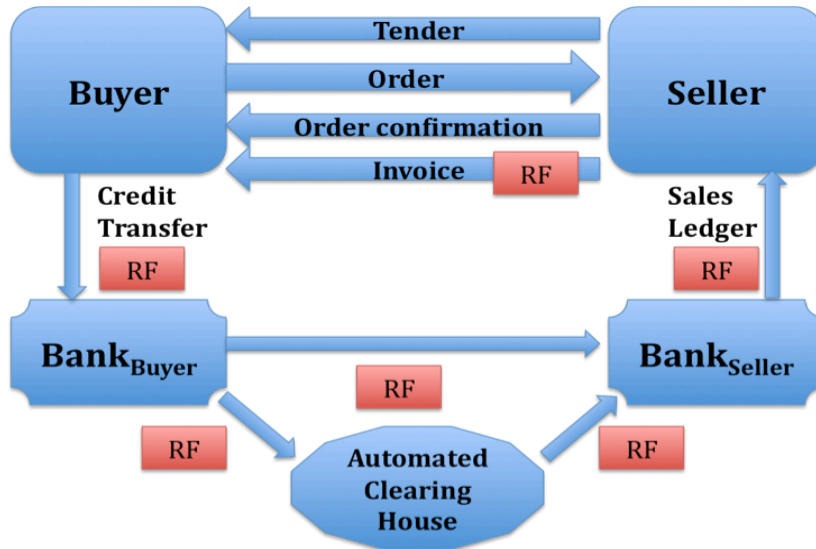 Tender
Buyer
Order
Seller
Order confirmation
Invoice
RF
Credit
Transfer
RF
Sales
Ledger
RF
BankBuyer
BankSeller
RF
RF
RF
Automated
Clearing
House